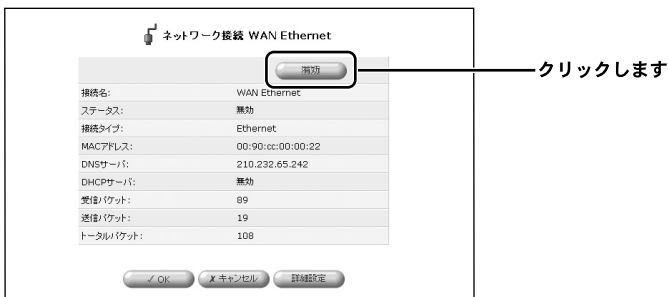 ネットワーク接続 WAN Ethernet
有効
クリックします
接続名: WAN Ethernet
ステータス: 無効
接続タイプ: Ethernet
MACアドレス: 00:90:cc:00:00:22
DNSサーバ: 210.232.65.242
DHCPサーバ: 無効
受信パケット: 89
送信パケット: 19
トータルパケット: 108
✓ OK ✗ キャンセル 詳細設定